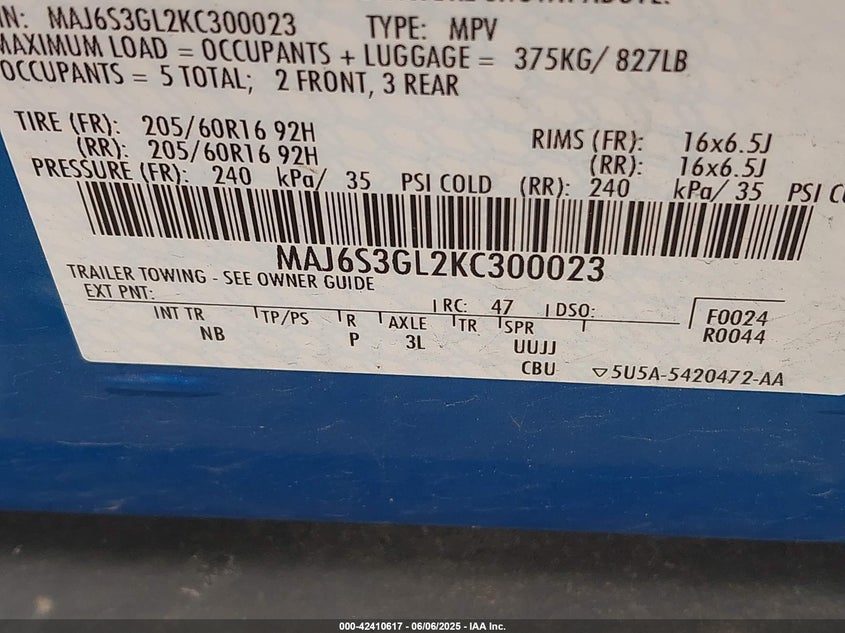 IN: MAJ6S3GL2KC300023 TYPE: MPV
MAXIMUM LOAD = OCCUPANTS + LUGGAGE = 375KG/ 827LB
OCCUPANTS = 5 TOTAL; 2 FRONT, 3 REAR
TIRE (FR): 205/60R16 92H RIMS (FR): 16x6.5J
(RR): 205/60R16 92H (RR): 16x6.5J
PRESSURE (FR): 240 kPa/ 35 PSI COLD (RR): 240 kPa/ 35 PSI CO
MAJ6S3GL2KC300023
TRAILER TOWING - SEE OWNER GUIDE
EXT PNT: RC: 47 DSO:
INT TR TP/PS R AXLE TR SPR F0024
NB P 3L UUJJ R0044
CBU ▽5U5A-5420472-AA
000-42410617 - 06/06/2025 - IAA Inc.